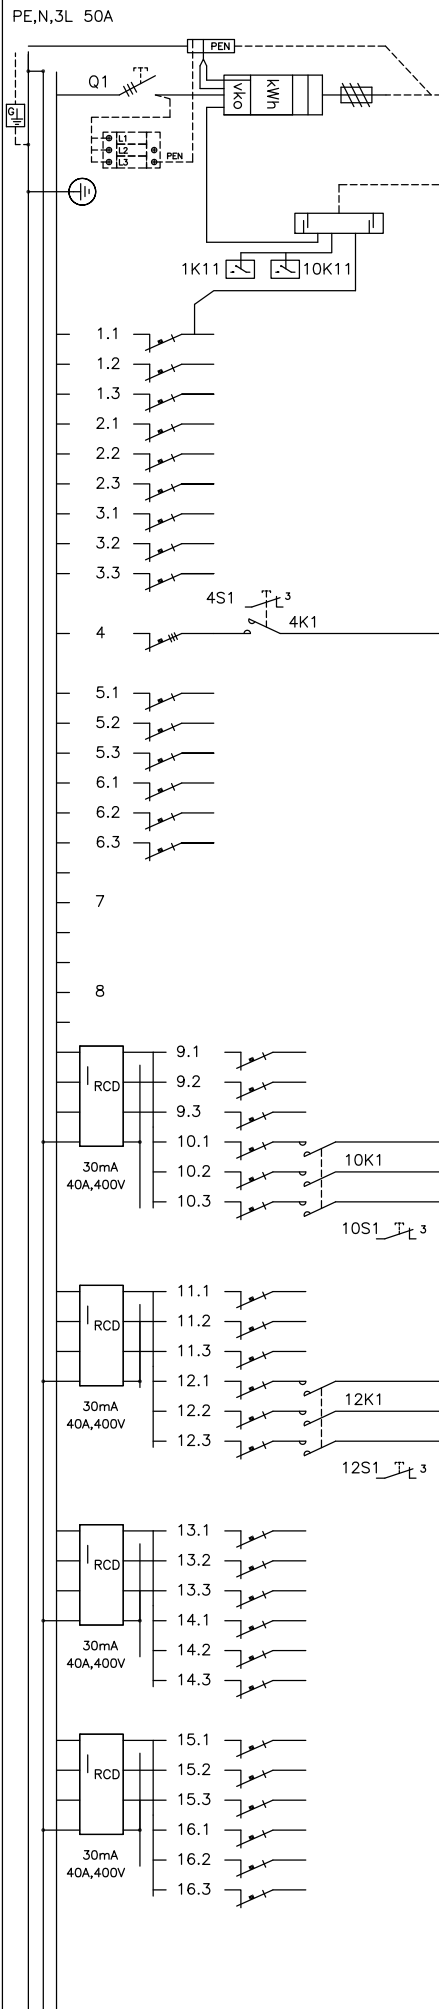 PE,N,3L 50A
PEN
Q1
vko kWh
G
L1
L2
L3 PEN
1K11 10K11
1.1
1.2
1.3
2.1
2.2
2.3
3.1
3.2
3.3
4S1 3
4 4K1
5.1
5.2
5.3
6.1
6.2
6.3
7
8
9.1
RCD 9.2
9.3
10.1
30mA 10.2 10K1
40A,400V
10.3
10S1 3
11.1
RCD 11.2
11.3
12.1
30mA 12.2 12K1
40A,400V
12.3
12S1 3
13.1
RCD 13.2
13.3
14.1
30mA 14.2
40A,400V
14.3
15.1
RCD 15.2
15.3
16.1
30mA 16.2
40A,400V
16.3